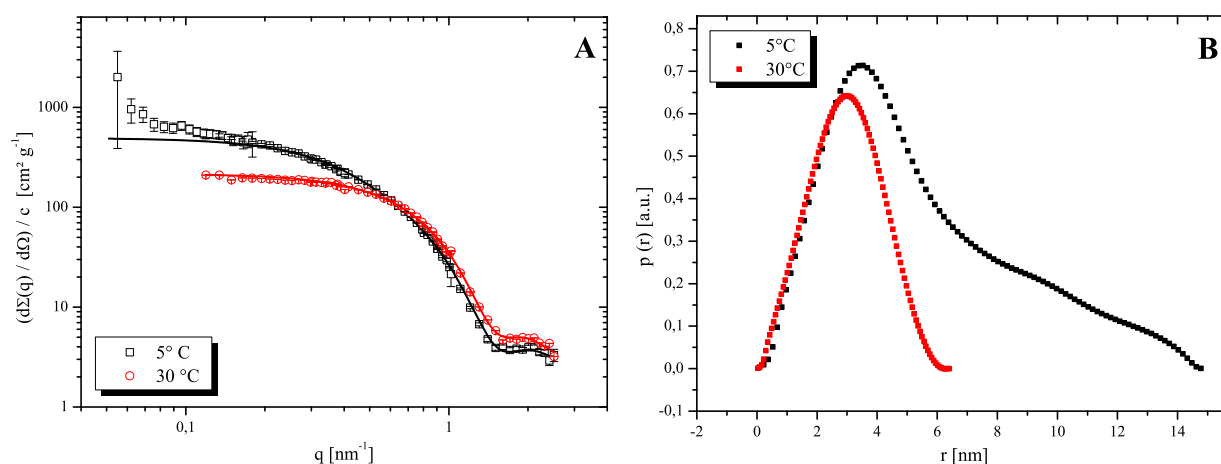 A
1000
100
10
1
0,1
1
((dΣ(q) / dΩ) / c [cm² g⁻¹]
q [nm⁻¹]
5° C
30 °C
B
0,8
0,7
0,6
0,5
0,4
0,3
0,2
0,1
0,0
-0,1
-2
0
2
4
6
8
10
12
14
p (r) [a.u.]
r [nm]
5°C
30°C